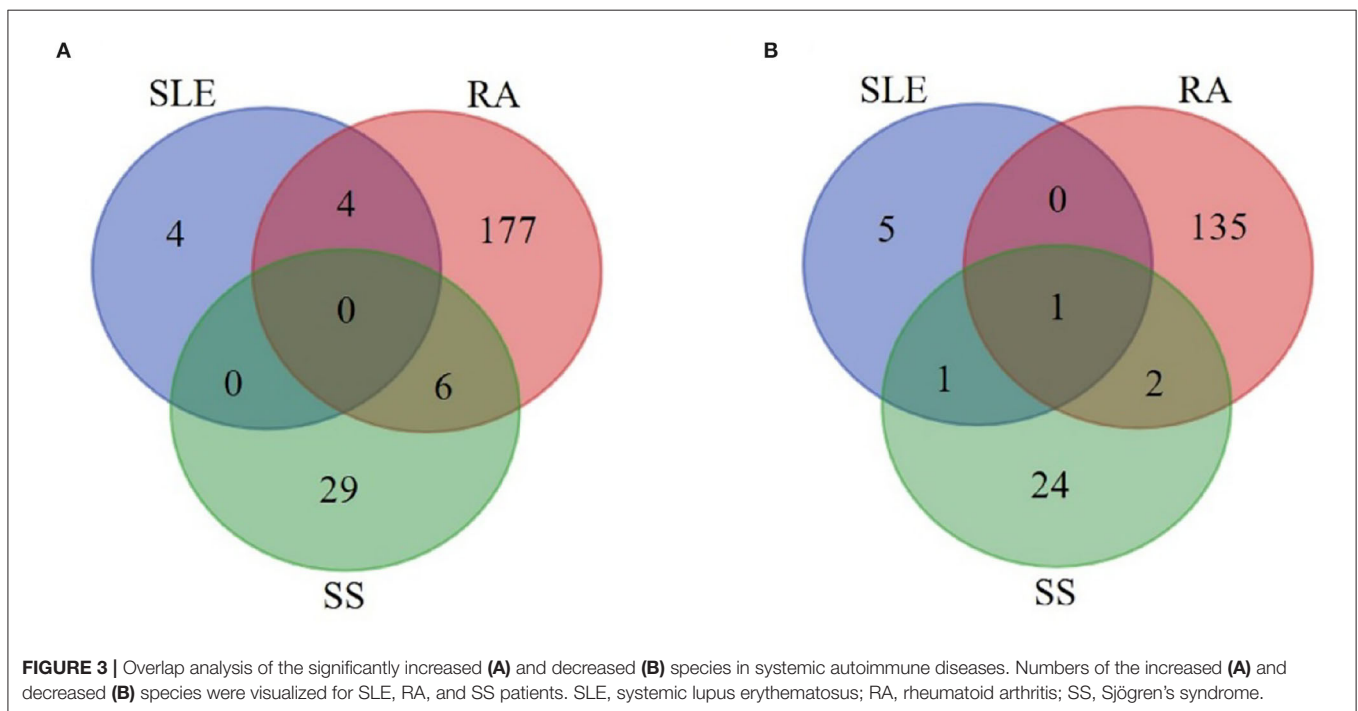 A
SLE
RA
4
4
177
0
0
6
29
SS
B
SLE
RA
5
0
135
1
1
2
24
SS
FIGURE 3 | Overlap analysis of the significantly increased (A) and decreased (B) species in systemic autoimmune diseases. Numbers of the increased (A) and
decreased (B) species were visualized for SLE, RA, and SS patients. SLE, systemic lupus erythematosus; RA, rheumatoid arthritis; SS, Sjögren's syndrome.